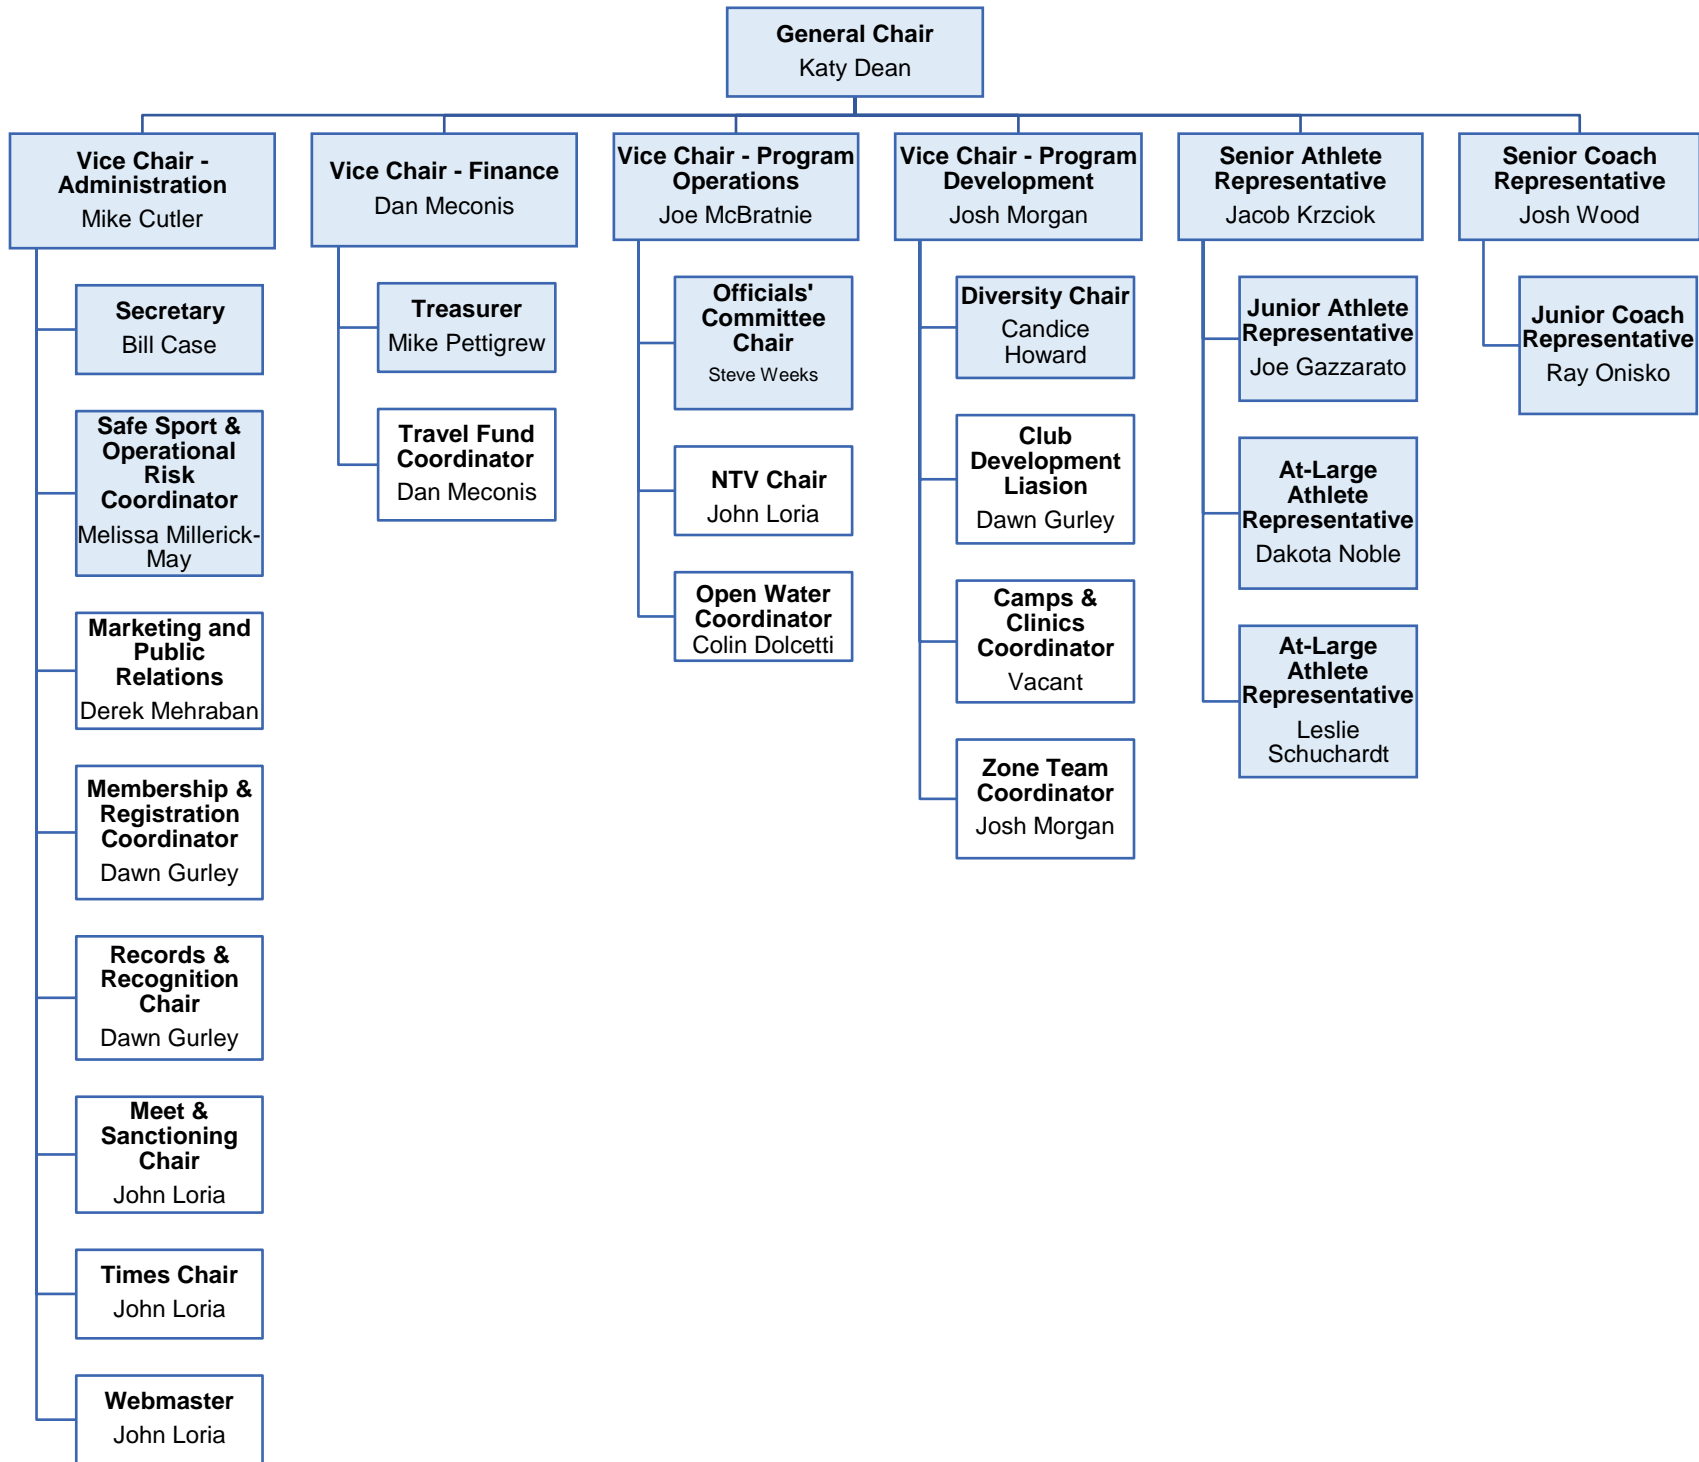 General Chair
Katy Dean
Vice Chair -
Administration
Mike Cutler
Secretary
Bill Case
Safe Sport &
Operational
Risk
Coordinator
Melissa Millerick-
May
Marketing and
Public
Relations
Derek Mehraban
Membership &
Registration
Coordinator
Dawn Gurley
Records &
Recognition
Chair
Dawn Gurley
Meet &
Sanctioning
Chair
John Loria
Times Chair
John Loria
Webmaster
John Loria
Vice Chair - Finance
Dan Meconis
Treasurer
Mike Pettigrew
Travel Fund
Coordinator
Dan Meconis
Vice Chair - Program
Operations
Joe McBratnie
Officials'
Committee
Chair
Steve Weeks
NTV Chair
John Loria
Open Water
Coordinator
Colin Dolcetti
Vice Chair - Program
Development
Josh Morgan
Diversity Chair
Candice
Howard
Club
Development
Liasion
Dawn Gurley
Camps &
Clinics
Coordinator
Vacant
Zone Team
Coordinator
Josh Morgan
Senior Athlete
Representative
Jacob Krzciok
Junior Athlete
Representative
Joe Gazzarato
At-Large
Athlete
Representative
Dakota Noble
At-Large
Athlete
Representative
Leslie
Schuchardt
Senior Coach
Representative
Josh Wood
Junior Coach
Representative
Ray Onisko